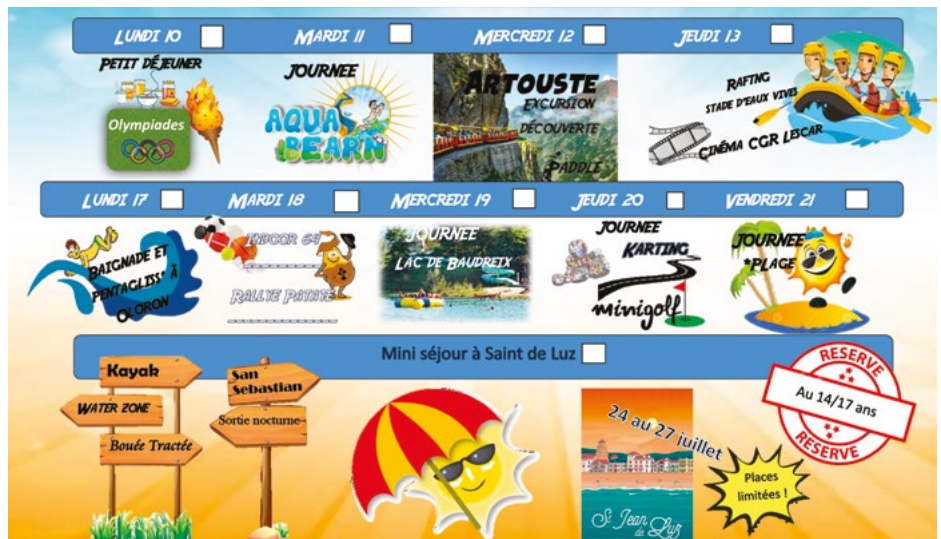 LUNDI 10 MARDI 11 MERCREDI 12 JEUDI 13
PETIT DÉJEUNER
Olympiades
JOURNEE
AQUA
BEARN
ARTOUSTE
EXCURSION
DÉCOUVERTE
PADDLE
RAFTNG
STADE D'EAUX VIVES
CINÉMA CGR LESCAR
LUNDI 17 MARDI 18 MERCREDI 19 JEUDI 20 VENDREDI 21
BAIGNADE ET
PENTAGLISS' À
OLORON
INDOOR 64
RALLYE PATATE
JOURNEE
LAC DE BAUDREIX
JOURNEE
KARTING
minigolf
JOURNEE
*PLAGE
Mini séjour à Saint de Luz
Kayak
WATER ZONE
Bouée Tractée
San
Sebastian
Sortie nocturne
24 au 27 juillet
St Jean
de Luz
RESERVE
Au 14/17 ans
RESERVE
Places
limitées !